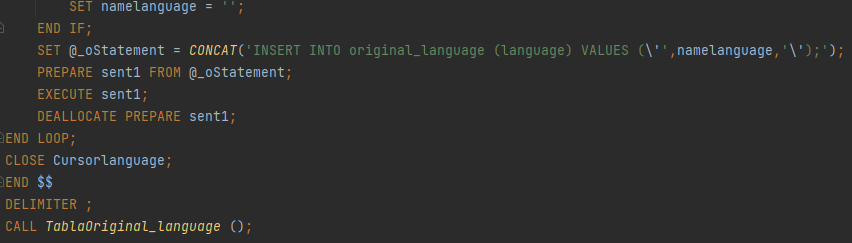 SET namelanguage = '';
END IF;
SET @_oStatement = CONCAT('INSERT INTO original_language (language) VALUES (\'',namelanguage,'\');');
PREPARE sent1 FROM @_oStatement;
EXECUTE sent1;
DEALLOCATE PREPARE sent1;
END LOOP;
CLOSE Cursorlanguage;
END $$
DELIMITER ;
CALL TablaOriginal_language ();